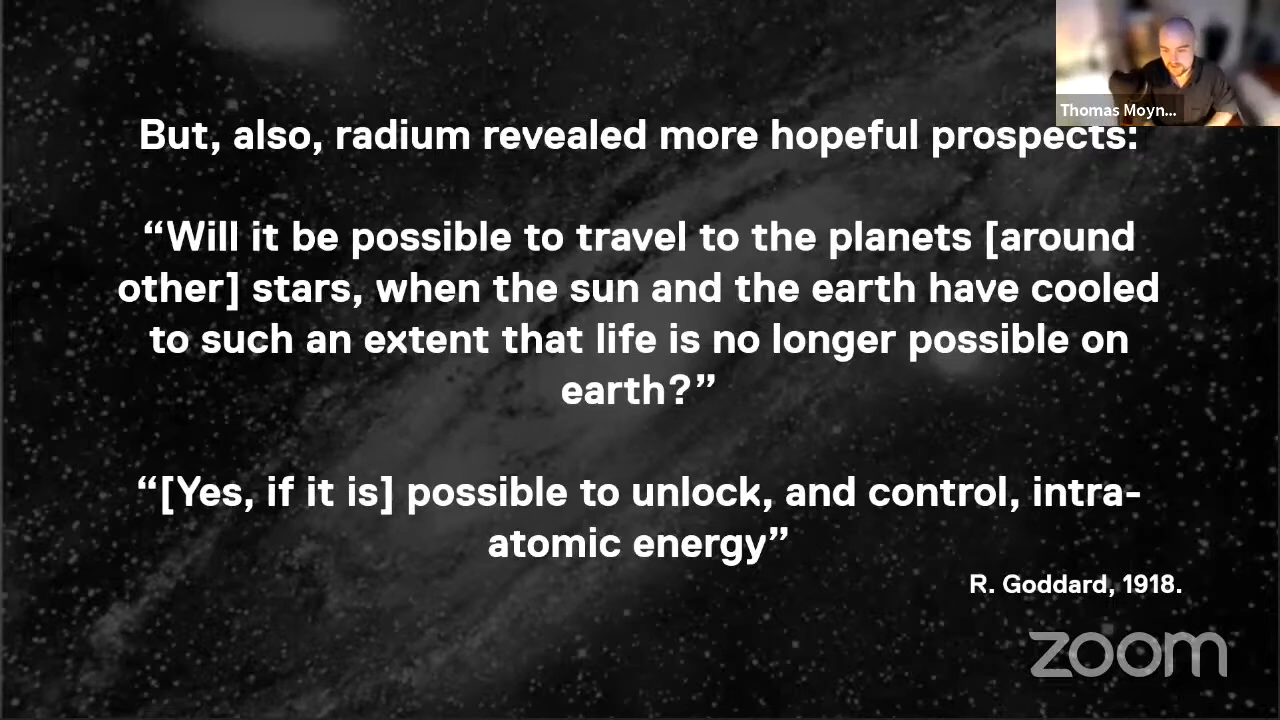 Thomas Moyn...
But, also, radium revealed more hopeful prospects:
“Will it be possible to travel to the planets [around
other] stars, when the sun and the earth have cooled
to such an extent that life is no longer possible on
earth?”
“[Yes, if it is] possible to unlock, and control, intra-
atomic energy”
R. Goddard, 1918.
zoom